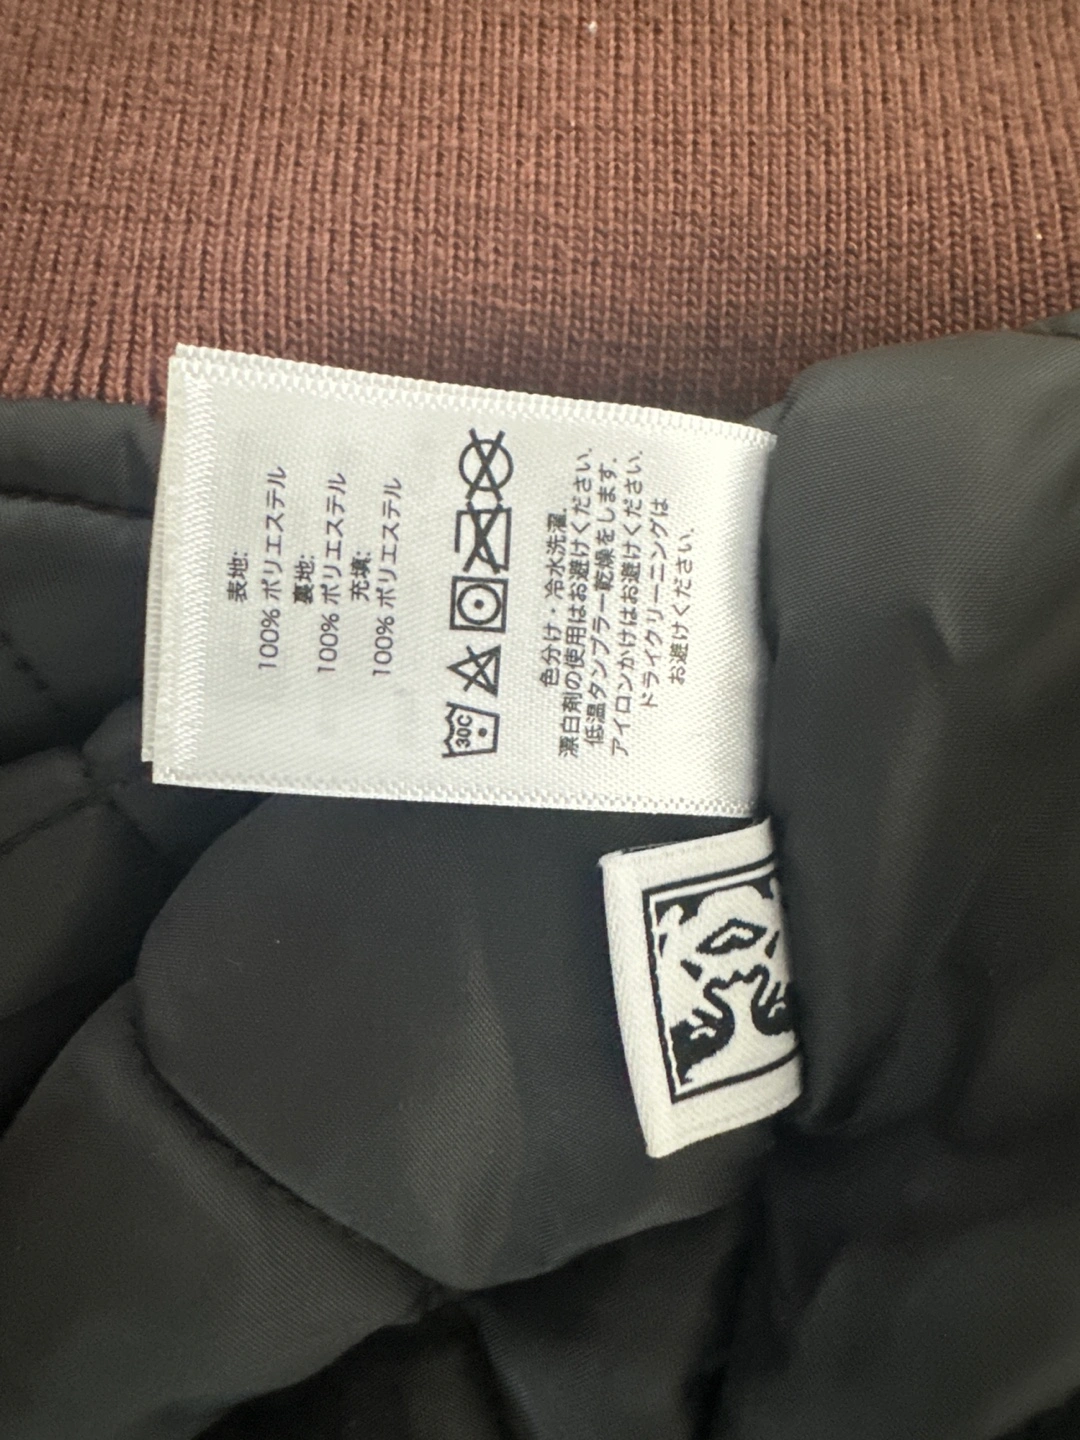 表地:
100% ポリエステル
裏地:
100% ポリエステル
充填:
100% ポリエステル
30C
色分け・冷水洗濯.
漂白剤の使用はお避けください.
低温タンブラー乾燥をします.
アイロンかけはお避けください.
ドライクリーニングは
お避けください.